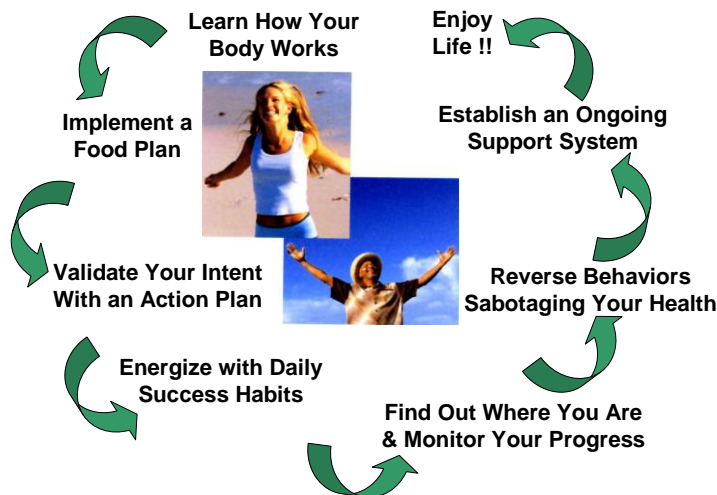 Learn How Your
Body Works
Implement a
Food Plan
Validate Your Intent
With an Action Plan
Energize with Daily
Success Habits
Find Out Where You Are
& Monitor Your Progress
Reverse Behaviors
Sabotaging Your Health
Establish an Ongoing
Support System
Enjoy
Life !!